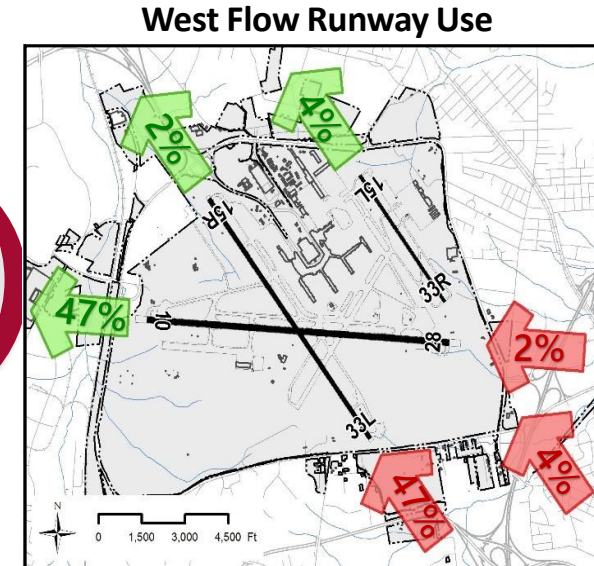 West Flow Runway Use
2%
4%
15R
15L
33R
47%
10
28
2%
33L
4%
47%
N
0 1,500 3,000 4,500 Ft